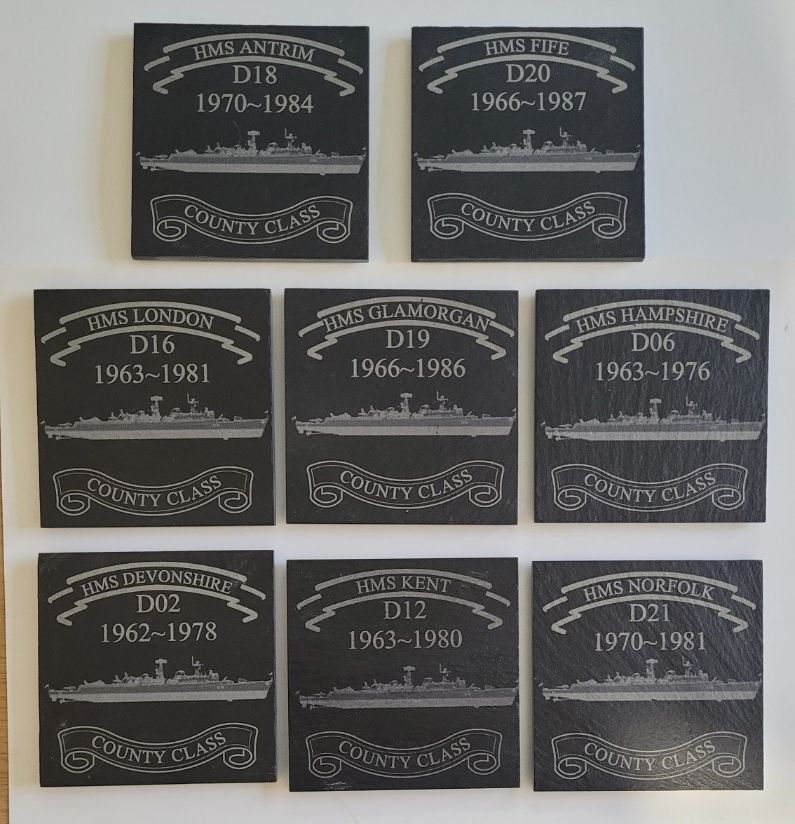 HMS ANTRIM
D18
1970~1984
COUNTY CLASS
HMS FIFE
D20
1966~1987
COUNTY CLASS
HMS LONDON
D16
1963~1981
COUNTY CLASS
HMS GLAMORGAN
D19
1966~1986
COUNTY CLASS
HMS HAMPSHIRE
D06
1963~1976
COUNTY CLASS
HMS DEVONSHIRE
D02
1962~1978
COUNTY CLASS
HMS KENT
D12
1963~1980
COUNTY CLASS
HMS NORFOLK
D21
1970~1981
COUNTY CLASS